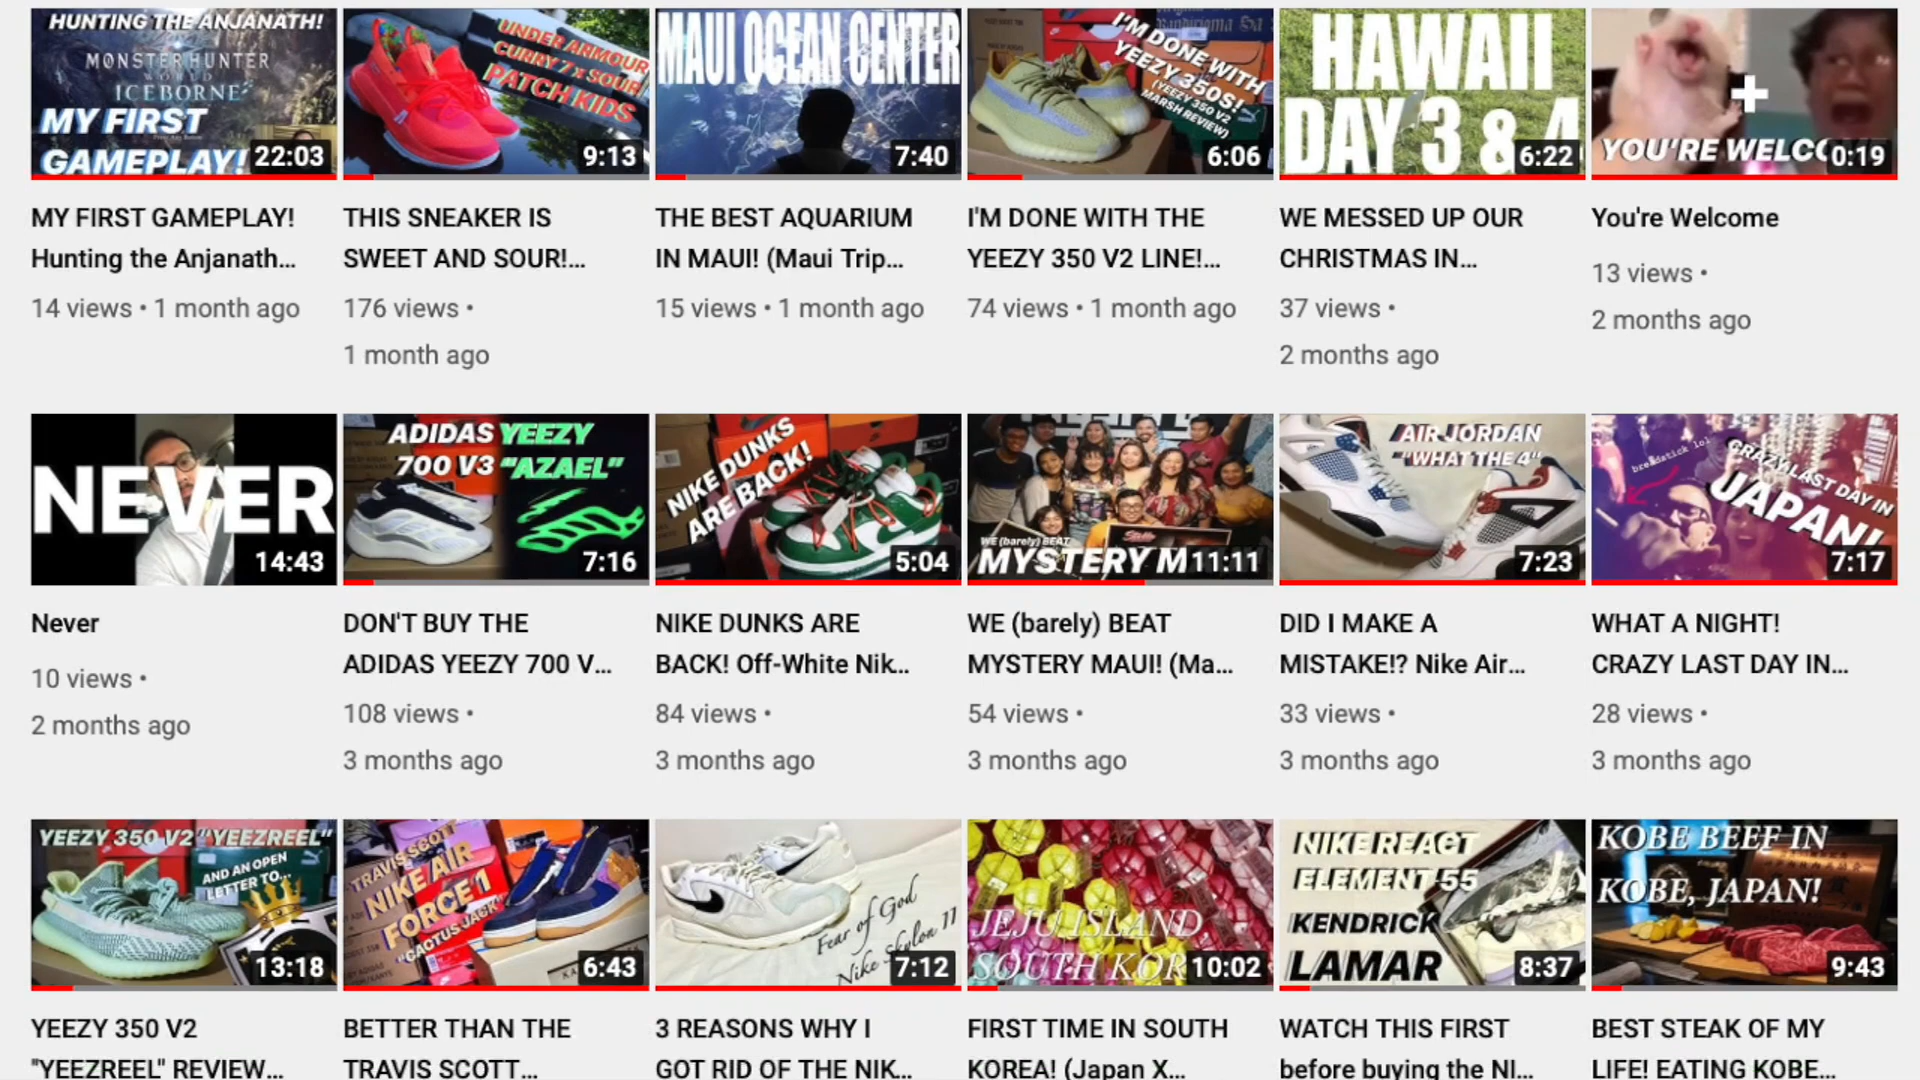 HUNTING THE ANJANATH!
MONSTER HUNTER
WORLD
ICEBORNE
MY FIRST
GAMEPLAY!
22:03
MY FIRST GAMEPLAY!
Hunting the Anjanath...
14 views • 1 month ago
UNDER ARMOUR
CURRY 7 X SOUR
PATCH KIDS
9:13
THIS SNEAKER IS
SWEET AND SOUR!...
176 views •
1 month ago
MAUI OCEAN CENTER
7:40
THE BEST AQUARIUM
IN MAUI! (Maui Trip...
15 views • 1 month ago
I'M DONE WITH
YEEZY 350S!
(YEEZY 350 V2
MARSH REVIEW)
6:06
I'M DONE WITH THE
YEEZY 350 V2 LINE!...
74 views • 1 month ago
HAWAII
DAY 3 & 4
6:22
WE MESSED UP OUR
CHRISTMAS IN...
37 views •
2 months ago
+
YOU'RE WELCO
0:19
You're Welcome
13 views •
2 months ago
NEVER
14:43
Never
10 views •
2 months ago
ADIDAS YEEZY
700 V3 "AZAEL"
7:16
DON'T BUY THE
ADIDAS YEEZY 700 V...
108 views •
3 months ago
NIKE DUNKS
ARE BACK!
5:04
NIKE DUNKS ARE
BACK! Off-White Nik...
84 views •
3 months ago
WE (barely) BEAT
MYSTERY M
11:11
WE (barely) BEAT
MYSTERY MAUI! (Ma...
54 views •
3 months ago
AIR JORDAN
"WHAT THE 4"
7:23
DID I MAKE A
MISTAKE!? Nike Air...
33 views •
3 months ago
breadstick lol
CRAZY LAST DAY IN
JAPAN!
7:17
WHAT A NIGHT!
CRAZY LAST DAY IN...
28 views •
3 months ago
YEEZY 350 V2 "YEEZREEL"
AND AN OPEN
LETTER TO...
13:18
YEEZY 350 V2
"YEEZREEL" REVIEW...
TRAVIS SCOTT
NIKE AIR
FORCE 1
"CACTUS JACK"
6:43
BETTER THAN THE
TRAVIS SCOTT...
Fear of God
Nike Skylon 11
7:12
3 REASONS WHY I
GOT RID OF THE NIK...
JEJU ISLAND
SOUTH KOR
10:02
FIRST TIME IN SOUTH
KOREA! (Japan X...
NIKE REACT
ELEMENT 55
KENDRICK
LAMAR
8:37
WATCH THIS FIRST
before buying the NI...
KOBE BEEF IN
KOBE, JAPAN!
9:43
BEST STEAK OF MY
LIFE! EATING KOBE...